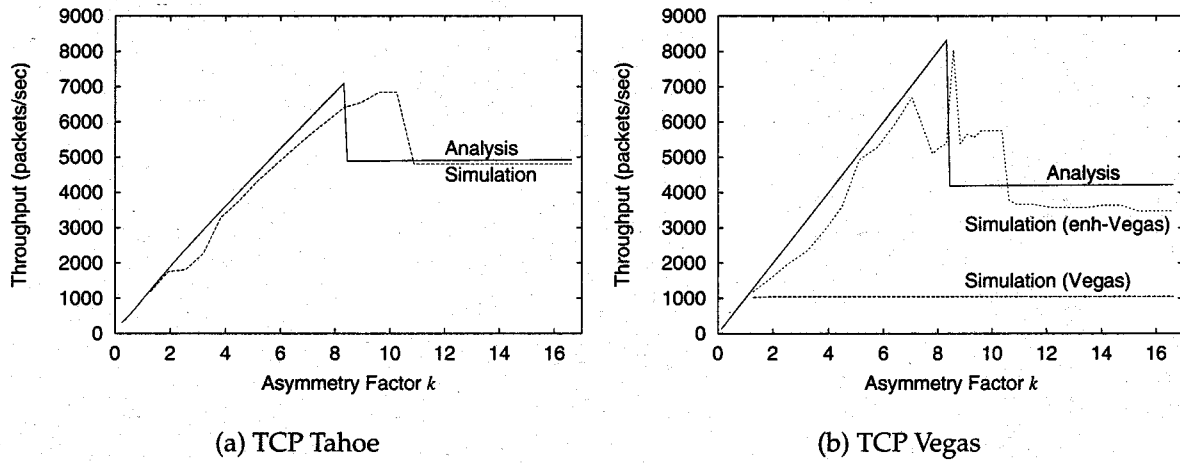 9000
8000
7000
6000
5000
4000
3000
2000
1000
0
Throughput (packets/sec)
Analysis
Simulation
0 2 4 6 8 10 12 14 16
Asymmetry Factor k
(a) TCP Tahoe
9000
8000
7000
6000
5000
4000
3000
2000
1000
0
Throughput (packets/sec)
Analysis
Simulation (enh-Vegas)
Simulation (Vegas)
0 2 4 6 8 10 12 14 16
Asymmetry Factor k
(b) TCP Vegas